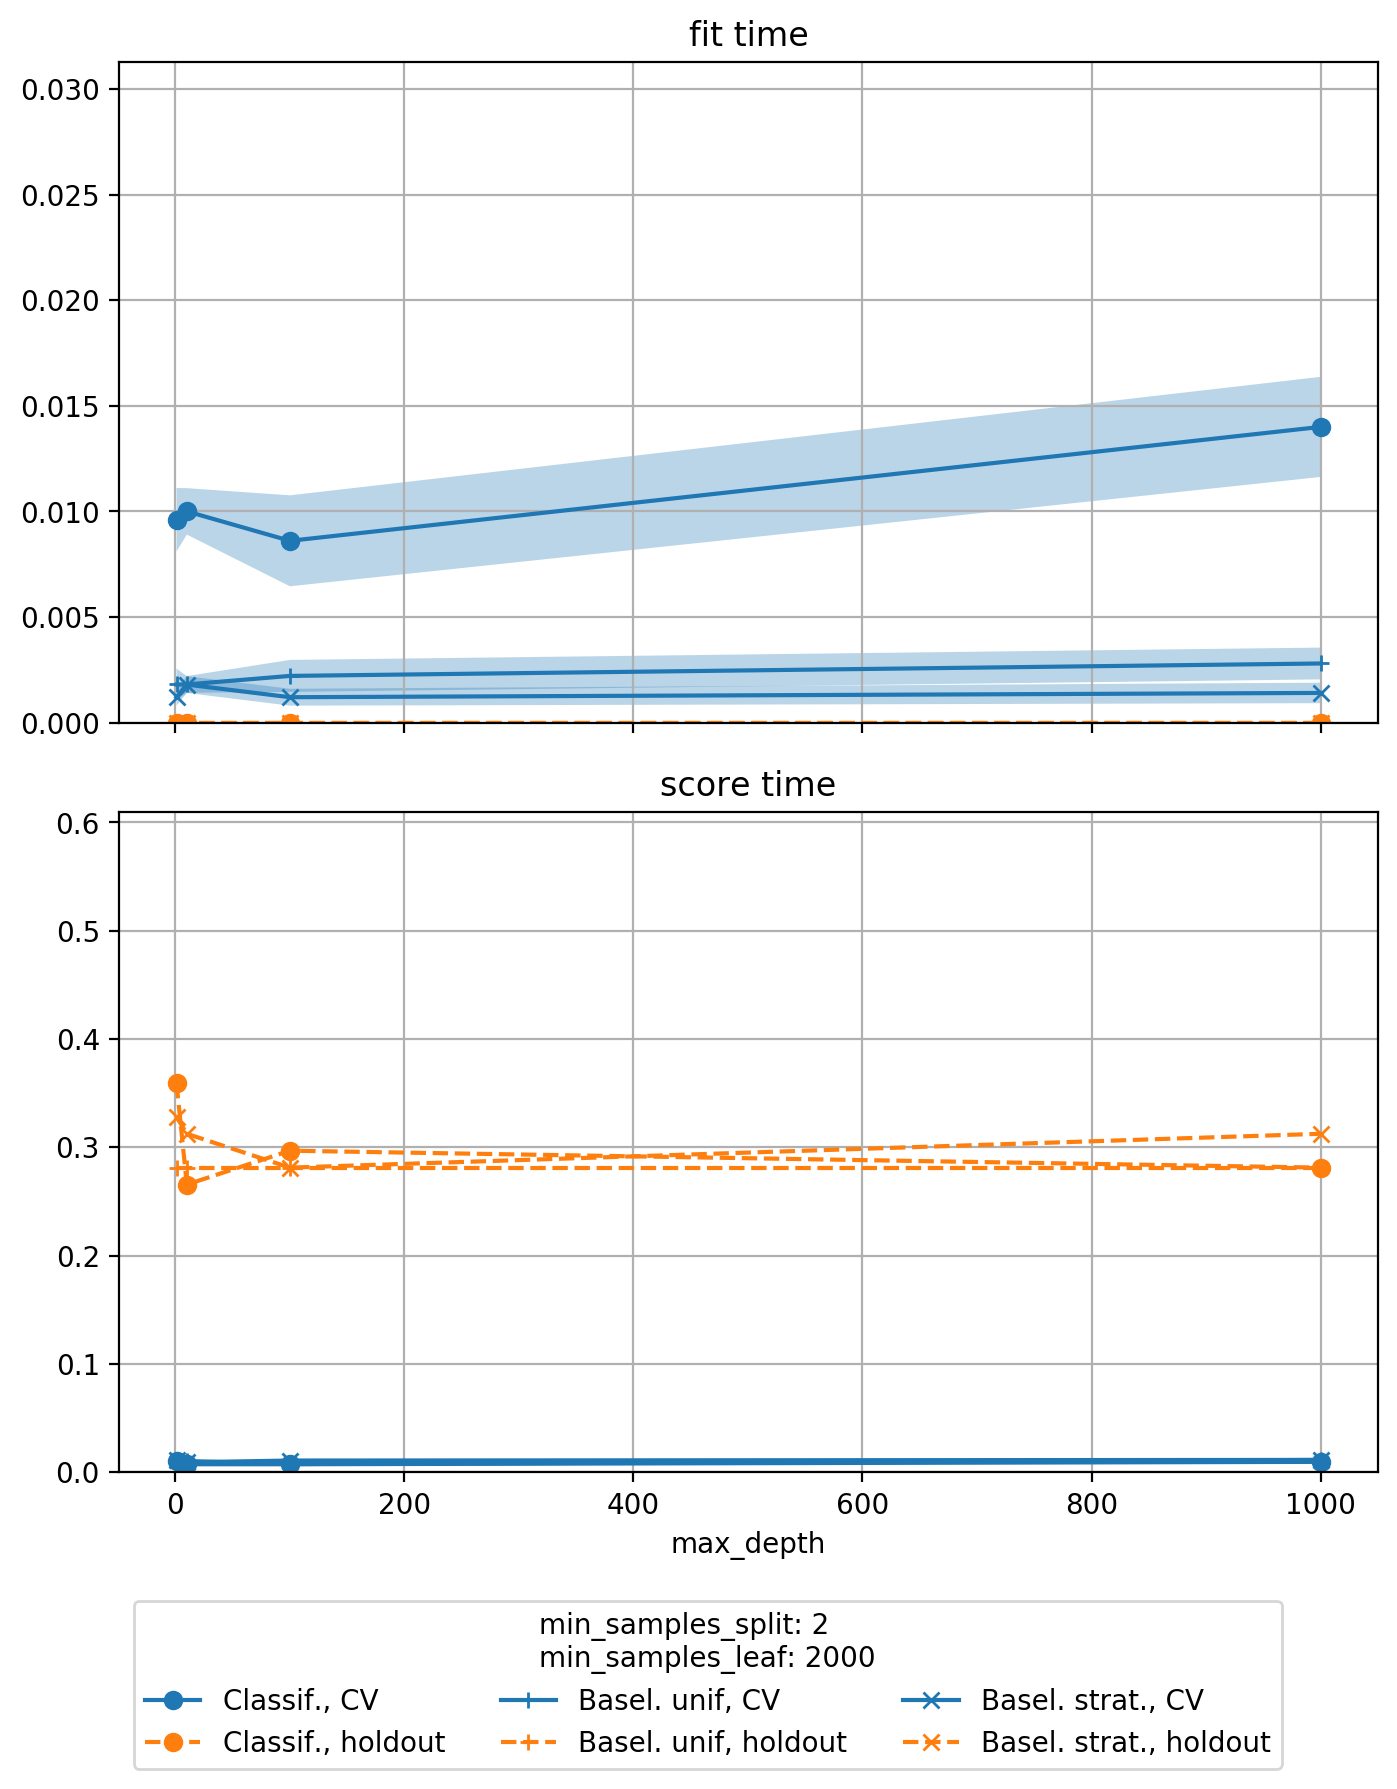 fit time
0.030
0.025
0.020
0.015
0.010
0.005
0.000
score time
0.6
0.5
0.4
0.3
0.2
0.1
0.0
0 200 400 600 800 1000
max_depth
min_samples_split: 2
min_samples_leaf: 2000
Classif., CV Basel. unif, CV Basel. strat., CV
Classif., holdout Basel. unif, holdout Basel. strat., holdout